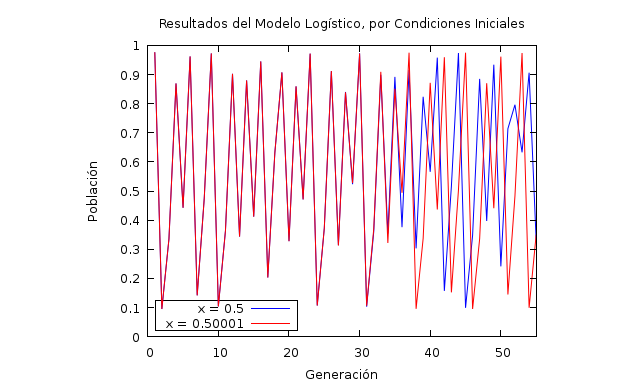 Resultados del Modelo Logístico, por Condiciones Iniciales
1
0.9
0.8
0.7
0.6
0.5
0.4
0.3
0.2
0.1
0
Población
x = 0.5
x = 0.50001
0 10 20 30 40 50
Generación